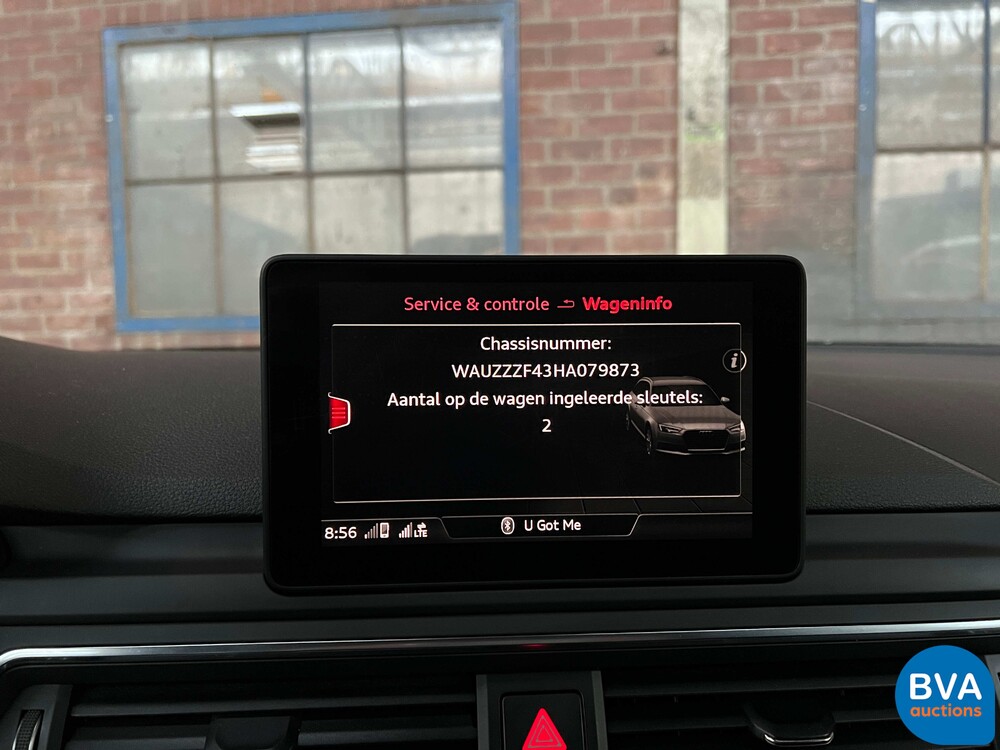 Service & controle Wageninfo
Chassisnummer:
WAUZZZF43HA079873
Aantal op de wagen ingeleerde sleutels:
2
i
8:56 LTE U Got Me
BVA
auctions